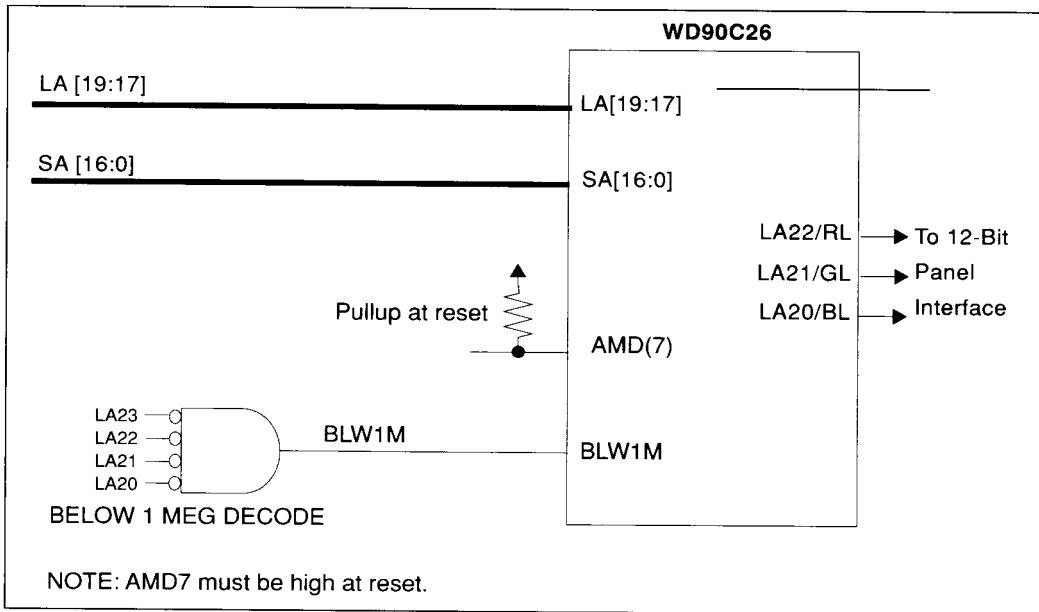 WD90C26
LA [19:17]
LA[19:17]
SA [16:0]
SA[16:0]
LA22/RL
To 12-Bit
LA21/GL
Panel
LA20/BL
Interface
Pullup at reset
AMD(7)
LA23
LA22
LA21
LA20
BLW1M
BLW1M
BELOW 1 MEG DECODE
NOTE: AMD7 must be high at reset.